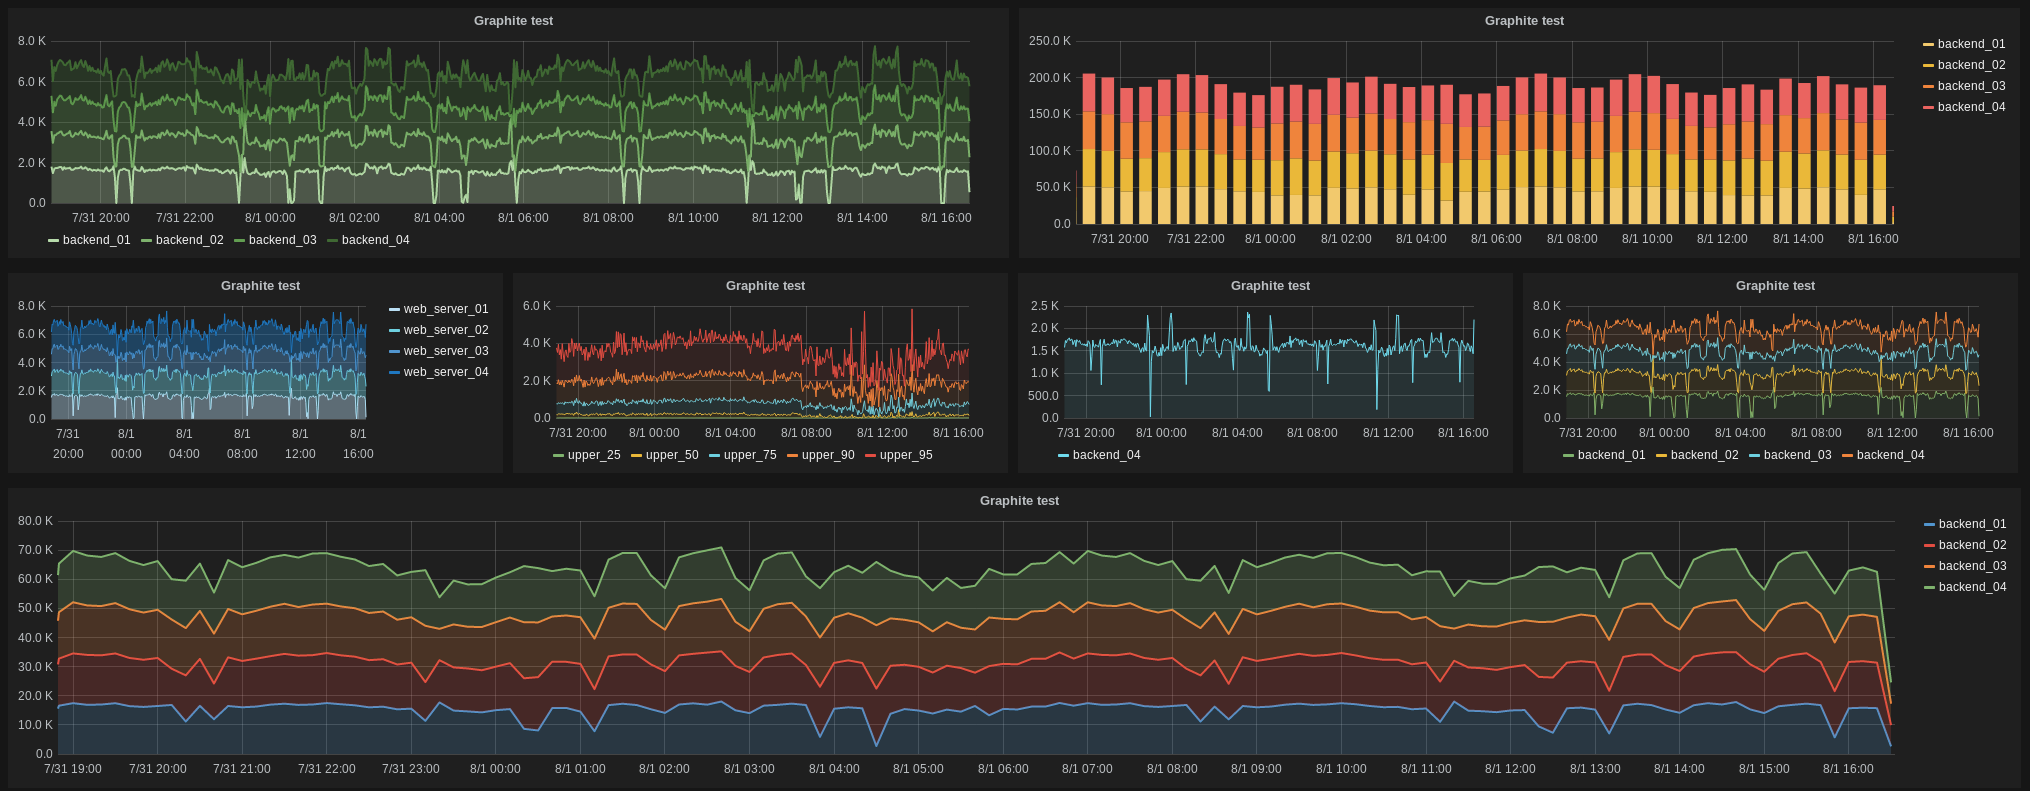 Graphite test
8.0 K
6.0 K
4.0 K
2.0 K
0.0
7/31 20:00 7/31 22:00 8/1 00:00 8/1 02:00 8/1 04:00 8/1 06:00 8/1 08:00 8/1 10:00 8/1 12:00 8/1 14:00 8/1 16:00
backend_01 backend_02 backend_03 backend_04
Graphite test
250.0 K
200.0 K
150.0 K
100.0 K
50.0 K
0.0
7/31 20:00 7/31 22:00 8/1 00:00 8/1 02:00 8/1 04:00 8/1 06:00 8/1 08:00 8/1 10:00 8/1 12:00 8/1 14:00 8/1 16:00
backend_01
backend_02
backend_03
backend_04
Graphite test
8.0 K
6.0 K
4.0 K
2.0 K
0.0
7/31 8/1 8/1 8/1 8/1 8/1
20:00 00:00 04:00 08:00 12:00 16:00
web_server_01
web_server_02
web_server_03
web_server_04
Graphite test
6.0 K
4.0 K
2.0 K
0.0
7/31 20:00 8/1 00:00 8/1 04:00 8/1 08:00 8/1 12:00 8/1 16:00
upper_25 upper_50 upper_75 upper_90 upper_95
Graphite test
2.5 K
2.0 K
1.5 K
1.0 K
500.0
0.0
7/31 20:00 8/1 00:00 8/1 04:00 8/1 08:00 8/1 12:00 8/1 16:00
backend_04
Graphite test
8.0 K
6.0 K
4.0 K
2.0 K
0.0
7/31 20:00 8/1 00:00 8/1 04:00 8/1 08:00 8/1 12:00 8/1 16:00
backend_01 backend_02 backend_03 backend_04
Graphite test
80.0 K
70.0 K
60.0 K
50.0 K
40.0 K
30.0 K
20.0 K
10.0 K
0.0
7/31 19:00 7/31 20:00 7/31 21:00 7/31 22:00 7/31 23:00 8/1 00:00 8/1 01:00 8/1 02:00 8/1 03:00 8/1 04:00 8/1 05:00 8/1 06:00 8/1 07:00 8/1 08:00 8/1 09:00 8/1 10:00 8/1 11:00 8/1 12:00 8/1 13:00 8/1 14:00 8/1 15:00 8/1 16:00
backend_01
backend_02
backend_03
backend_04